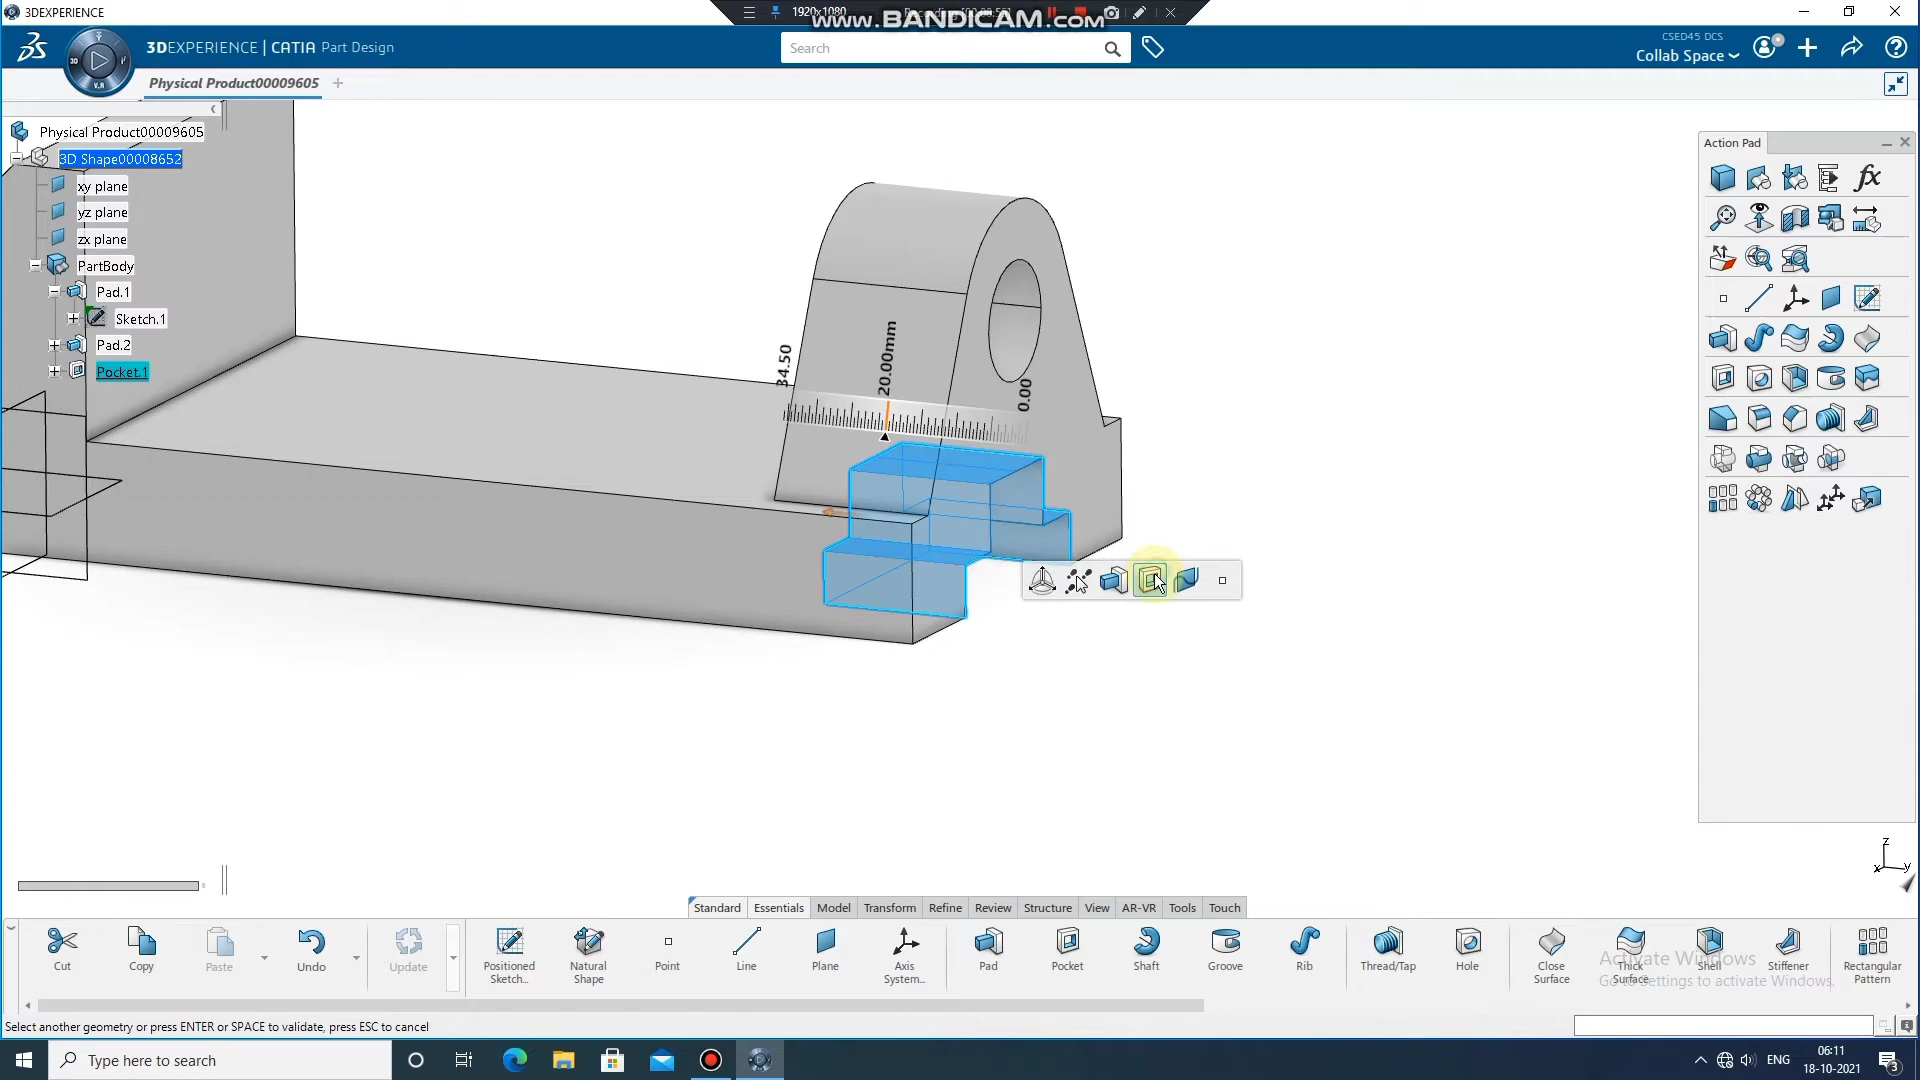 3DEXPERIENCE
1920x1080
www.BANDICAM.com
3DEXPERIENCE | CATIA Part Design
Search
CSED45 DCS
Collab Space
Physical Product00009605
Physical Product00009605
3D Shape00008652
xy plane
yz plane
zx plane
PartBody
Pad.1
Sketch.1
Pad.2
Pocket.1
34.50
20.00mm
0.00
Action Pad
fx
z
x
y
Standard
Essentials
Model
Transform
Refine
Review
Structure
View
AR-VR
Tools
Touch
Cut
Copy
Paste
Undo
Update
Positioned Sketch...
Natural Shape
Point
Line
Plane
Axis System...
Pad
Pocket
Shaft
Groove
Rib
Thread/Tap
Hole
Close Surface
Thick Surface
Shell
Stiffener
Rectangular Pattern
Activate Windows
Go to Settings to activate Windows.
Select another geometry or press ENTER or SPACE to validate, press ESC to cancel
Type here to search
ENG
06:11
18-10-2021
3